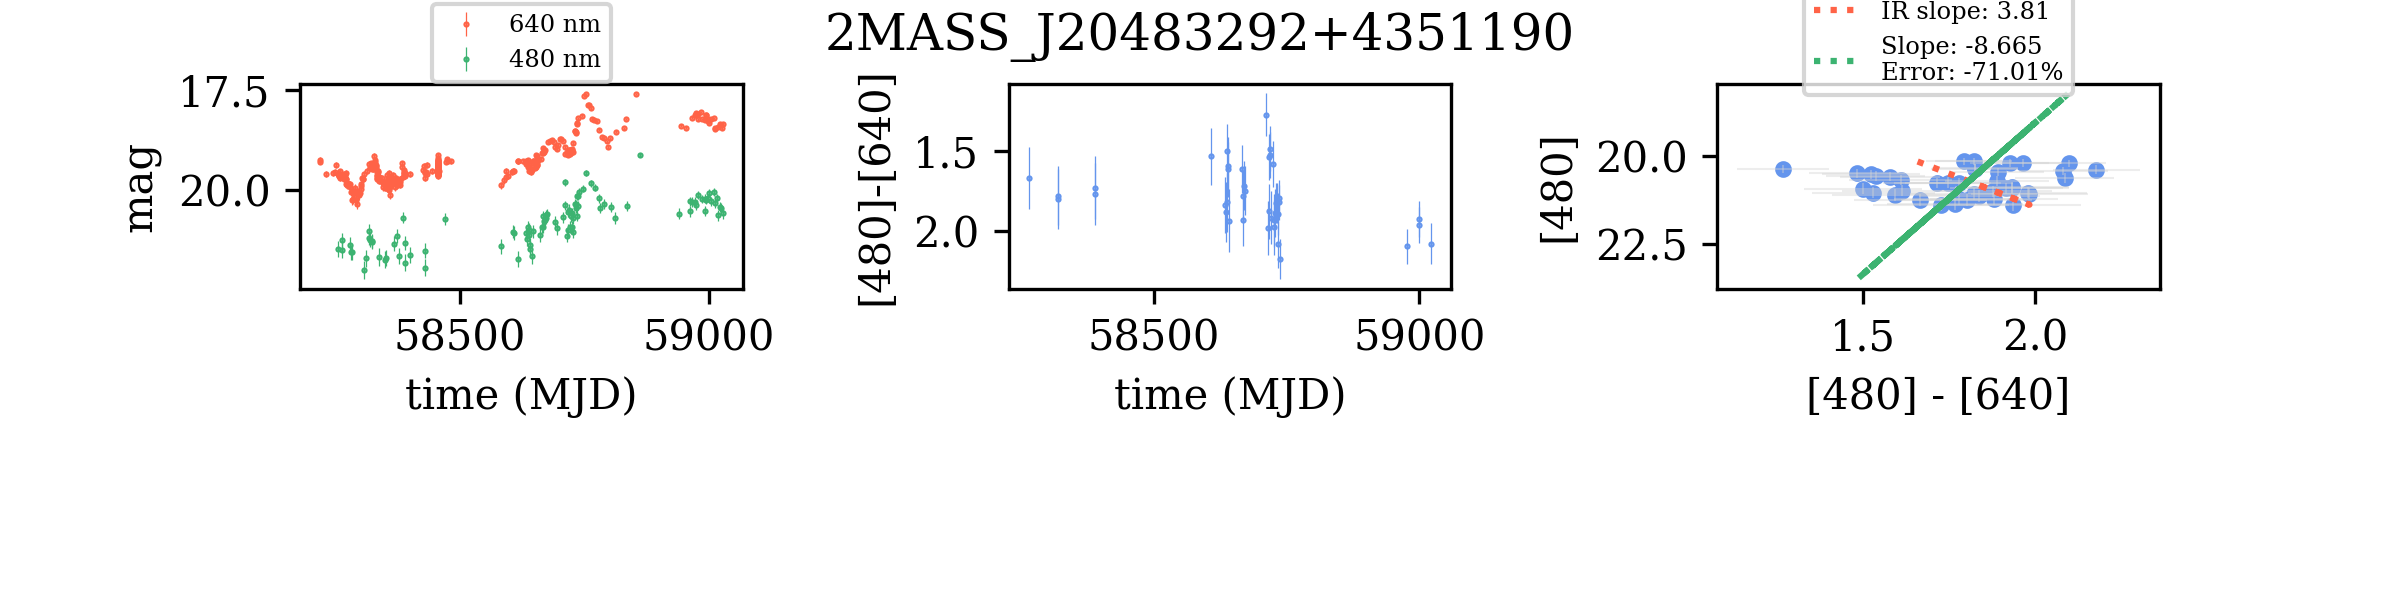 2MASS_J20483292+4351190
640 nm
480 nm
mag
17.5
20.0
58500
59000
time (MJD)
[480]-[640]
1.5
2.0
58500
59000
time (MJD)
IR slope: 3.81
Slope: -8.665
Error: -71.01%
[480]
20.0
22.5
1.5
2.0
[480] - [640]